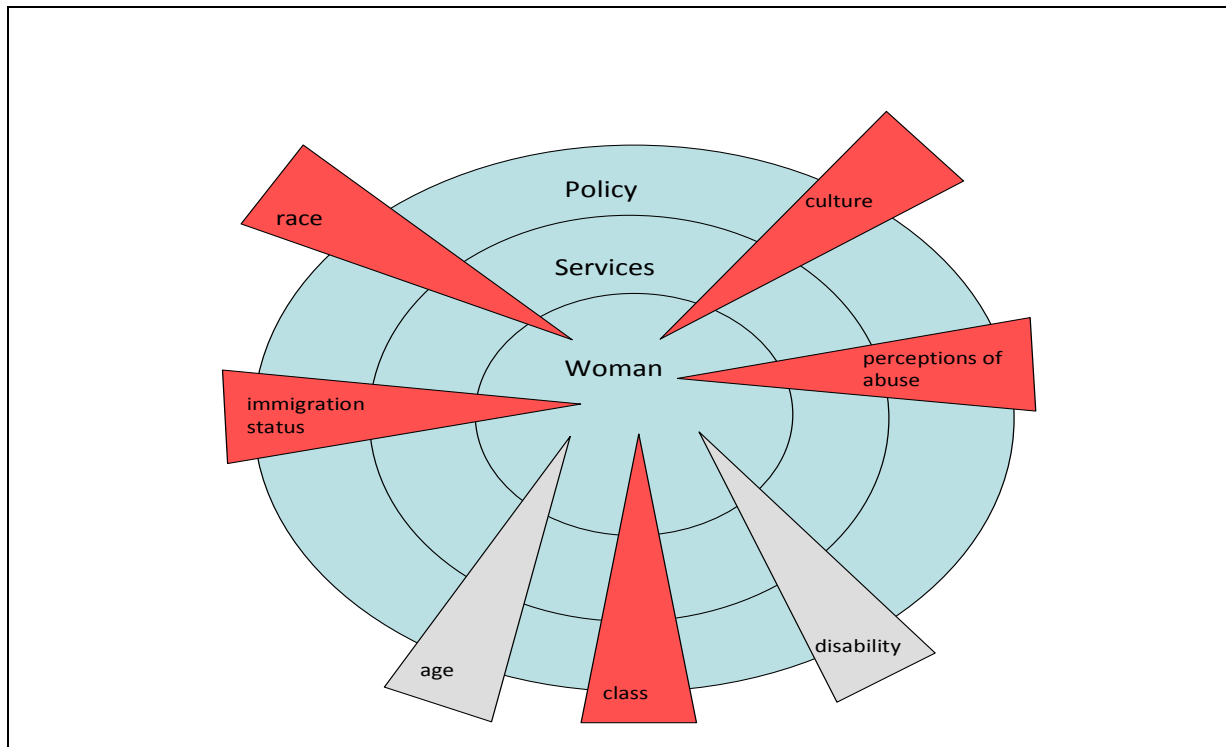 Policy
culture
race
Services
perceptions of
abuse
Woman
immigration
status
disability
age
class